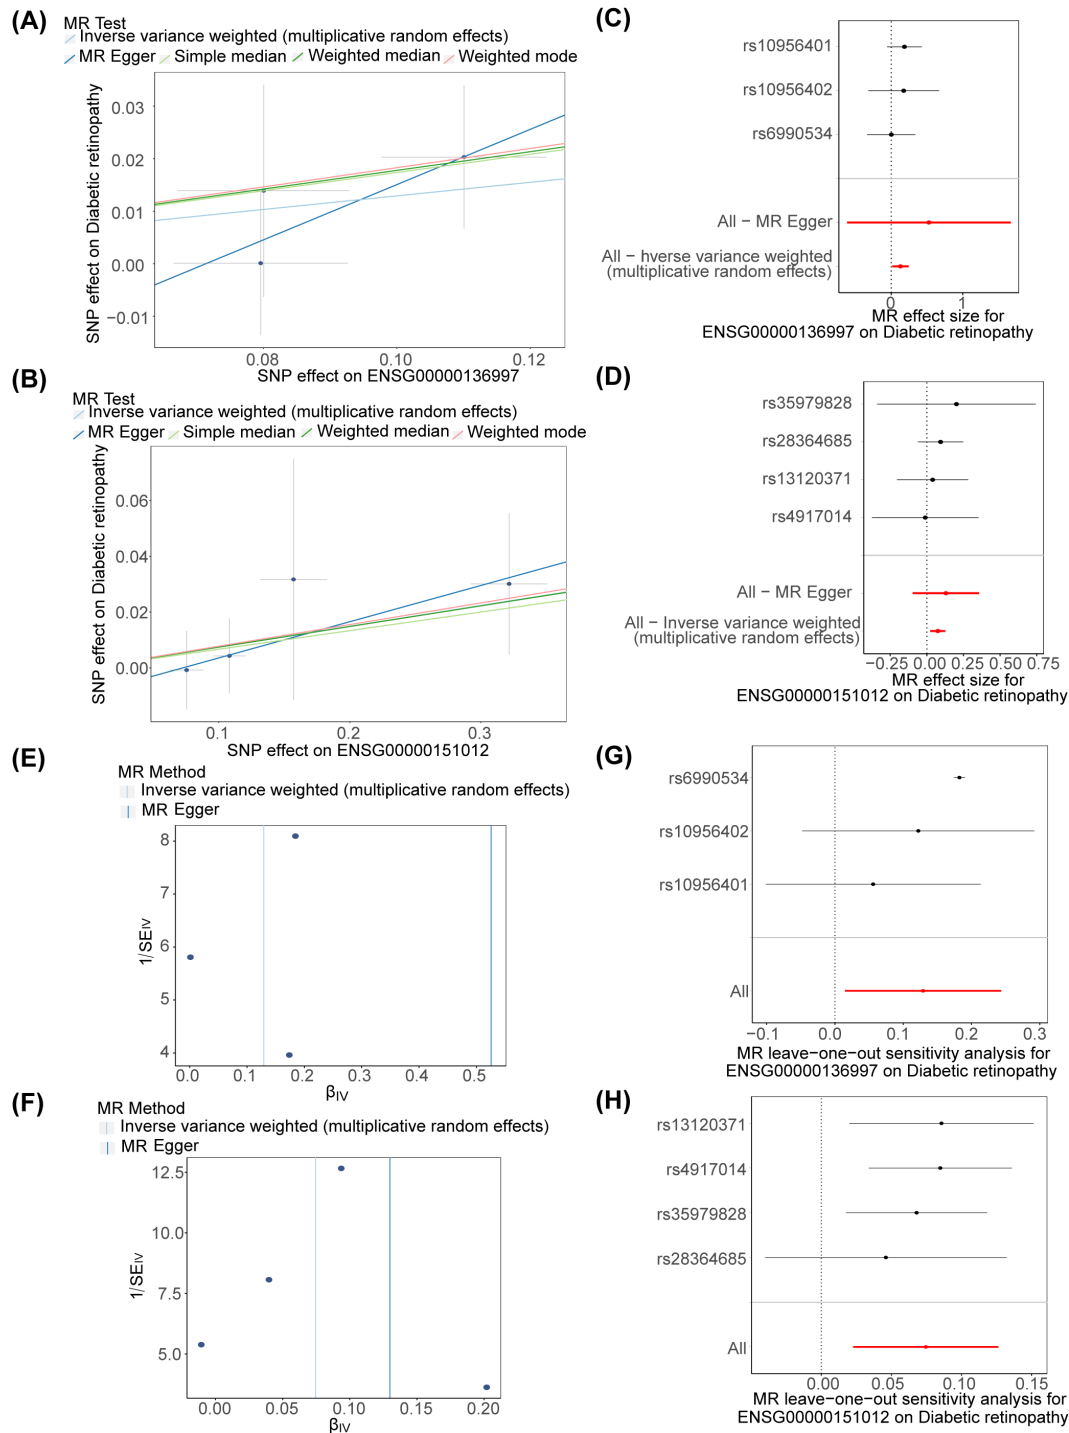 (A)
MR Test
Inverse variance weighted (multiplicative random effects)
MR Egger Simple median Weighted median Weighted mode
SNP effect on Diabetic retinopathy
0.03
0.02
0.01
0.00
−0.01
0.08 0.10 0.12
SNP effect on ENSG00000136997
(B)
MR Test
Inverse variance weighted (multiplicative random effects)
MR Egger Simple median Weighted median Weighted mode
SNP effect on Diabetic retinopathy
0.06
0.04
0.02
0.00
0.1 0.2 0.3
SNP effect on ENSG00000151012
(C)
rs10956401
rs10956402
rs6990534
All − MR Egger
All − hverse variance weighted
(multiplicative random effects)
0 1
MR effect size for
ENSG00000136997 on Diabetic retinopathy
(D)
rs35979828
rs28364685
rs13120371
rs4917014
All − MR Egger
All − Inverse variance weighted
(multiplicative random effects)
−0.25 0.00 0.25 0.50 0.75
MR effect size for
ENSG00000151012 on Diabetic retinopathy
(E)
MR Method
Inverse variance weighted (multiplicative random effects)
MR Egger
1/SEIV
8
7
6
5
4
0.0 0.1 0.2 0.3 0.4 0.5
βIV
(F)
MR Method
Inverse variance weighted (multiplicative random effects)
MR Egger
1/SEIV
12.5
10.0
7.5
5.0
0.00 0.05 0.10 0.15 0.20
βIV
(G)
rs6990534
rs10956402
rs10956401
All
−0.1 0.0 0.1 0.2 0.3
MR leave−one−out sensitivity analysis for
ENSG00000136997 on Diabetic retinopathy
(H)
rs13120371
rs4917014
rs35979828
rs28364685
All
0.00 0.05 0.10 0.15
MR leave−one−out sensitivity analysis for
ENSG00000151012 on Diabetic retinopathy